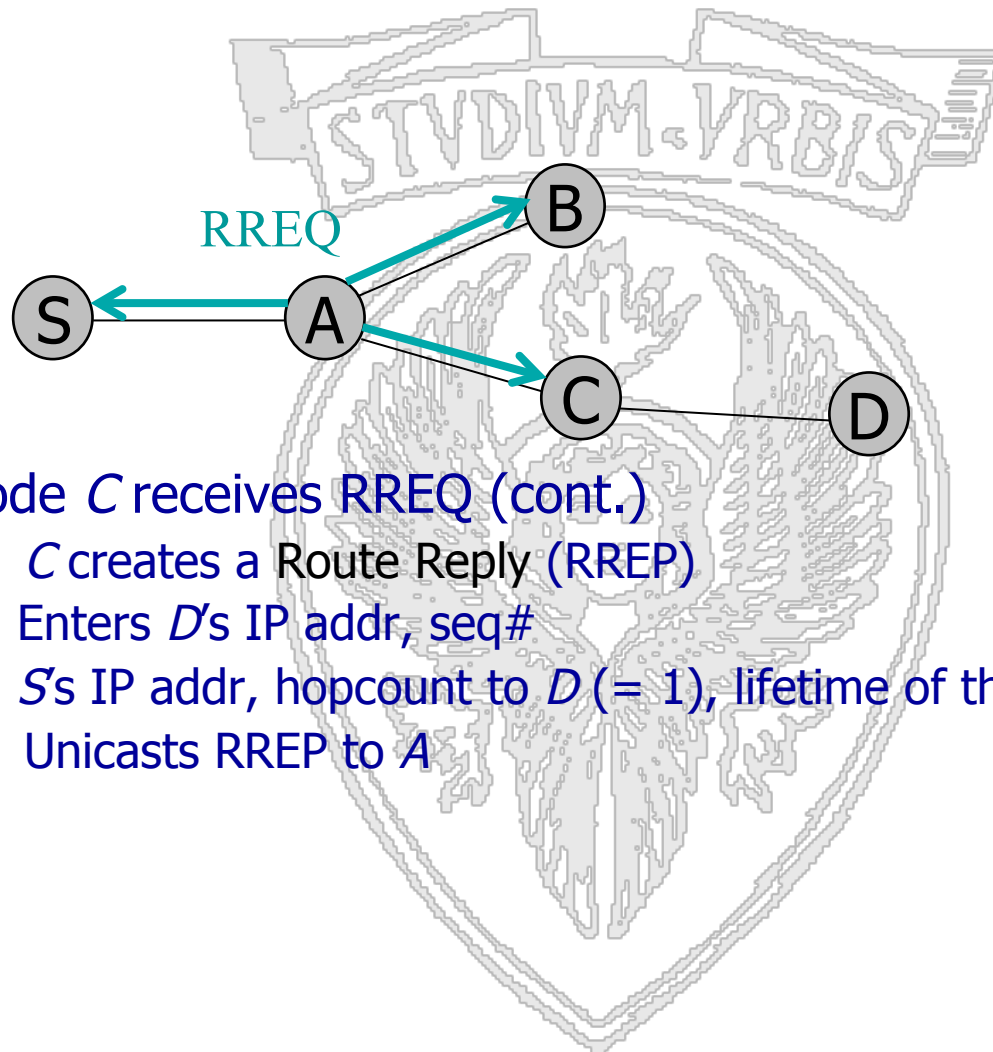 STVDIVM VRBIS
RREQ
B
S
A
C
D
ode C receives RREQ (cont.)
C creates a Route Reply (RREP)
Enters D's IP addr, seq#
S's IP addr, hopcount to D (= 1), lifetime of th
Unicasts RREP to A